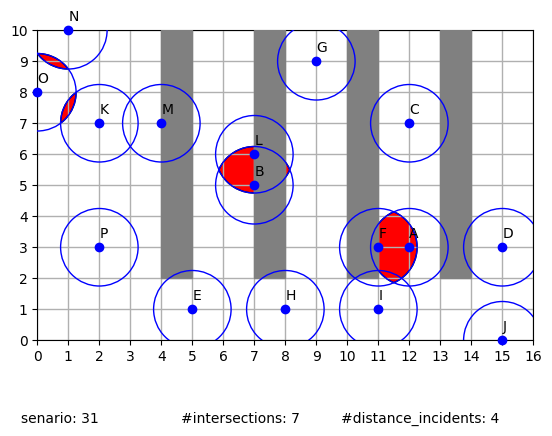 10
9
8
7
6
5
4
3
2
1
0
N
G
O
K
M
C
L
B
P
F
A
D
E
H
I
J
0 1 2 3 4 5 6 7 8 9 10 11 12 13 14 15 16
senario: 31 #intersections: 7 #distance_incidents: 4